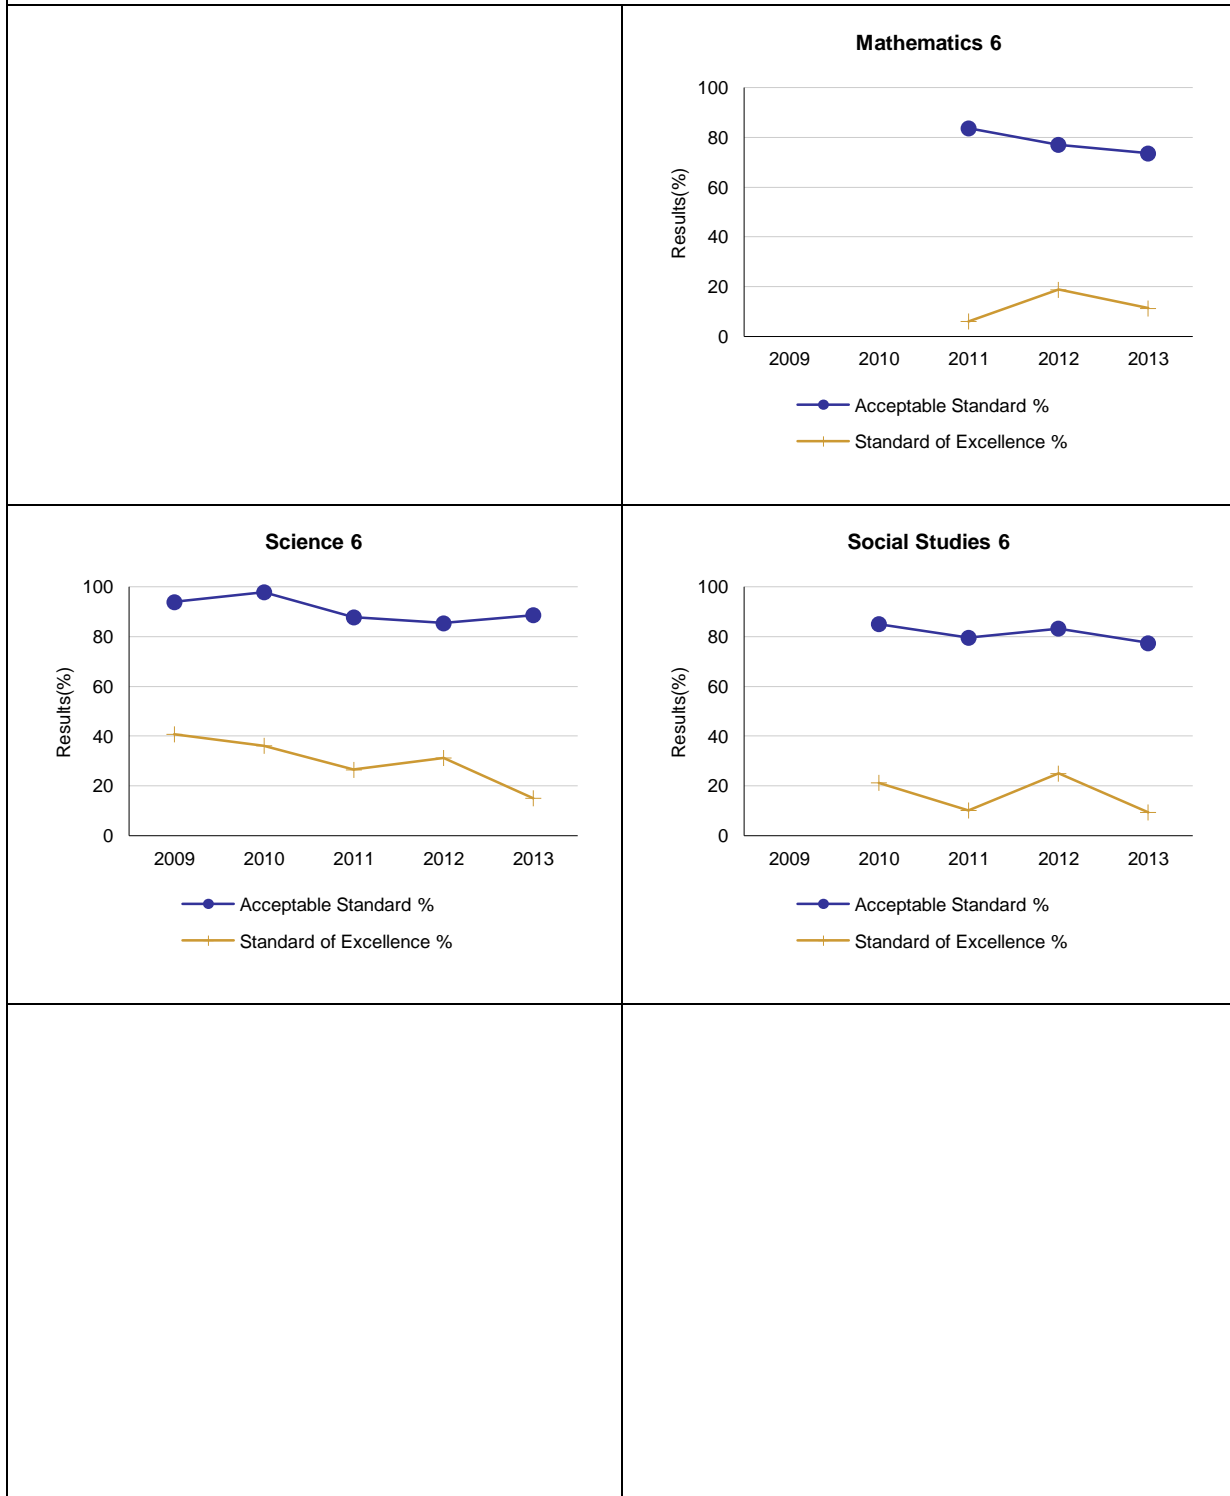 Mathematics 6
100
80
60
40
20
0
Results(%)
2009 2010 2011 2012 2013
Acceptable Standard %
Standard of Excellence %
Science 6
100
80
60
40
20
0
Results(%)
2009 2010 2011 2012 2013
Acceptable Standard %
Standard of Excellence %
Social Studies 6
100
80
60
40
20
0
Results(%)
2009 2010 2011 2012 2013
Acceptable Standard %
Standard of Excellence %